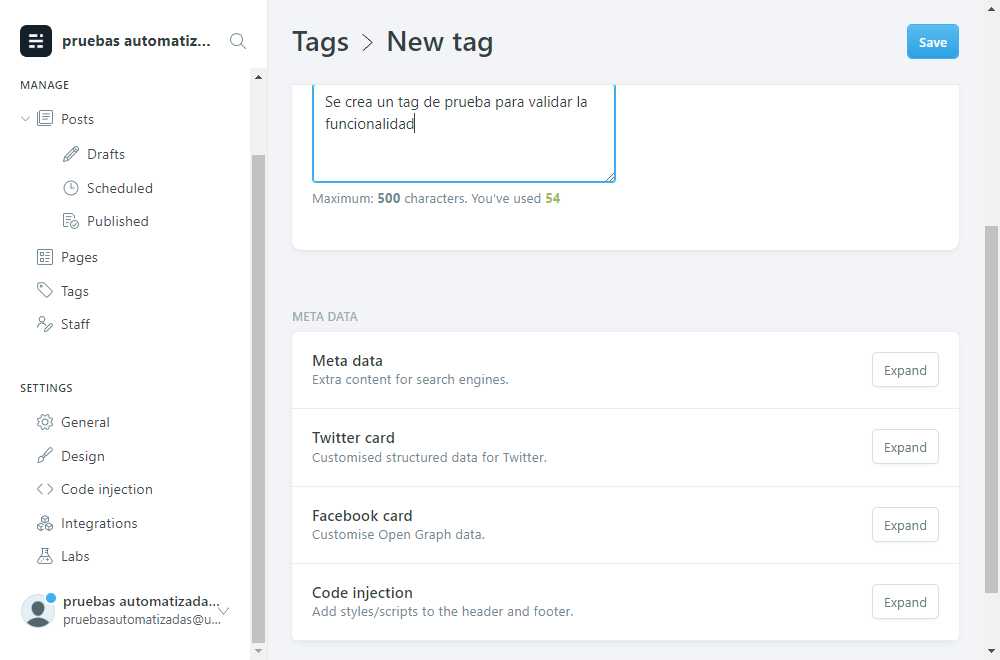 pruebas automatiz...
MANAGE
Posts
Drafts
Scheduled
Published
Pages
Tags
Staff
SETTINGS
General
Design
Code injection
Integrations
Labs
pruebas automatizada...
pruebasautomatizadas@u...
Tags > New tag
Save
Se crea un tag de prueba para validar la
funcionalidad
Maximum: 500 characters. You've used 54
META DATA
Meta data
Extra content for search engines.
Expand
Twitter card
Customised structured data for Twitter.
Expand
Facebook card
Customise Open Graph data.
Expand
Code injection
Add styles/scripts to the header and footer.
Expand